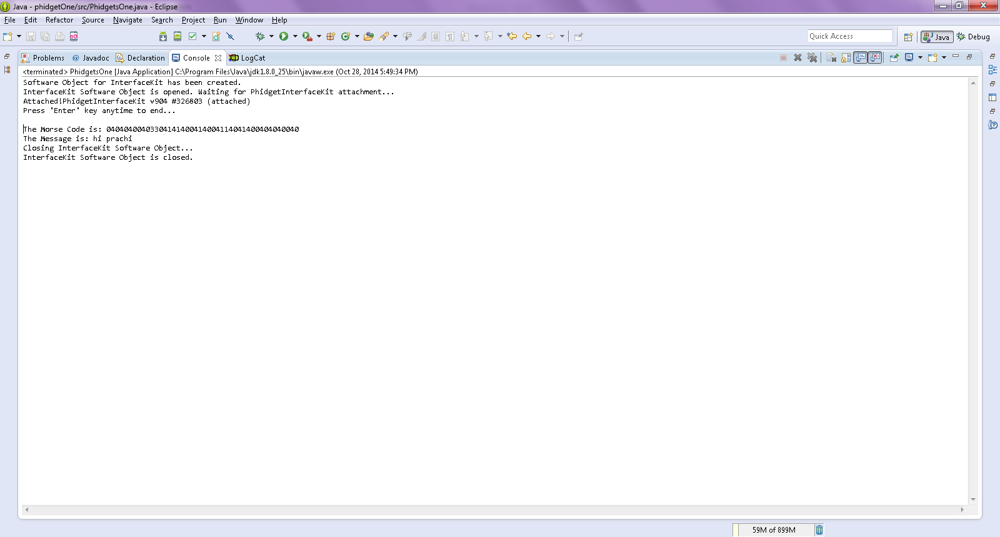 Java - phidgetOne/src/PhidgetsOne.java - Eclipse
File Edit Refactor Source Navigate Search Project Run Window Help
Quick Access Java Debug
Problems @ Javadoc Declaration Console LogCat
<terminated> PhidgetsOne [Java Application] C:\Program Files\Java\jdk1.8.0_25\bin\javaw.exe (Oct 28, 2014 5:49:34 PM)
Software Object for InterfaceKit has been created.
InterfaceKit Software Object is opened. Waiting for PhidgetInterfaceKit attachment...
Attached!PhidgetInterfaceKit v904 #326803 (attached)
Press 'Enter' key anytime to end...
The Morse Code is: 04040400403304141400414004114041400404040040
The Message is: hi prachi
Closing InterfaceKit Software Object...
InterfaceKit Software Object is closed.
59M of 899M